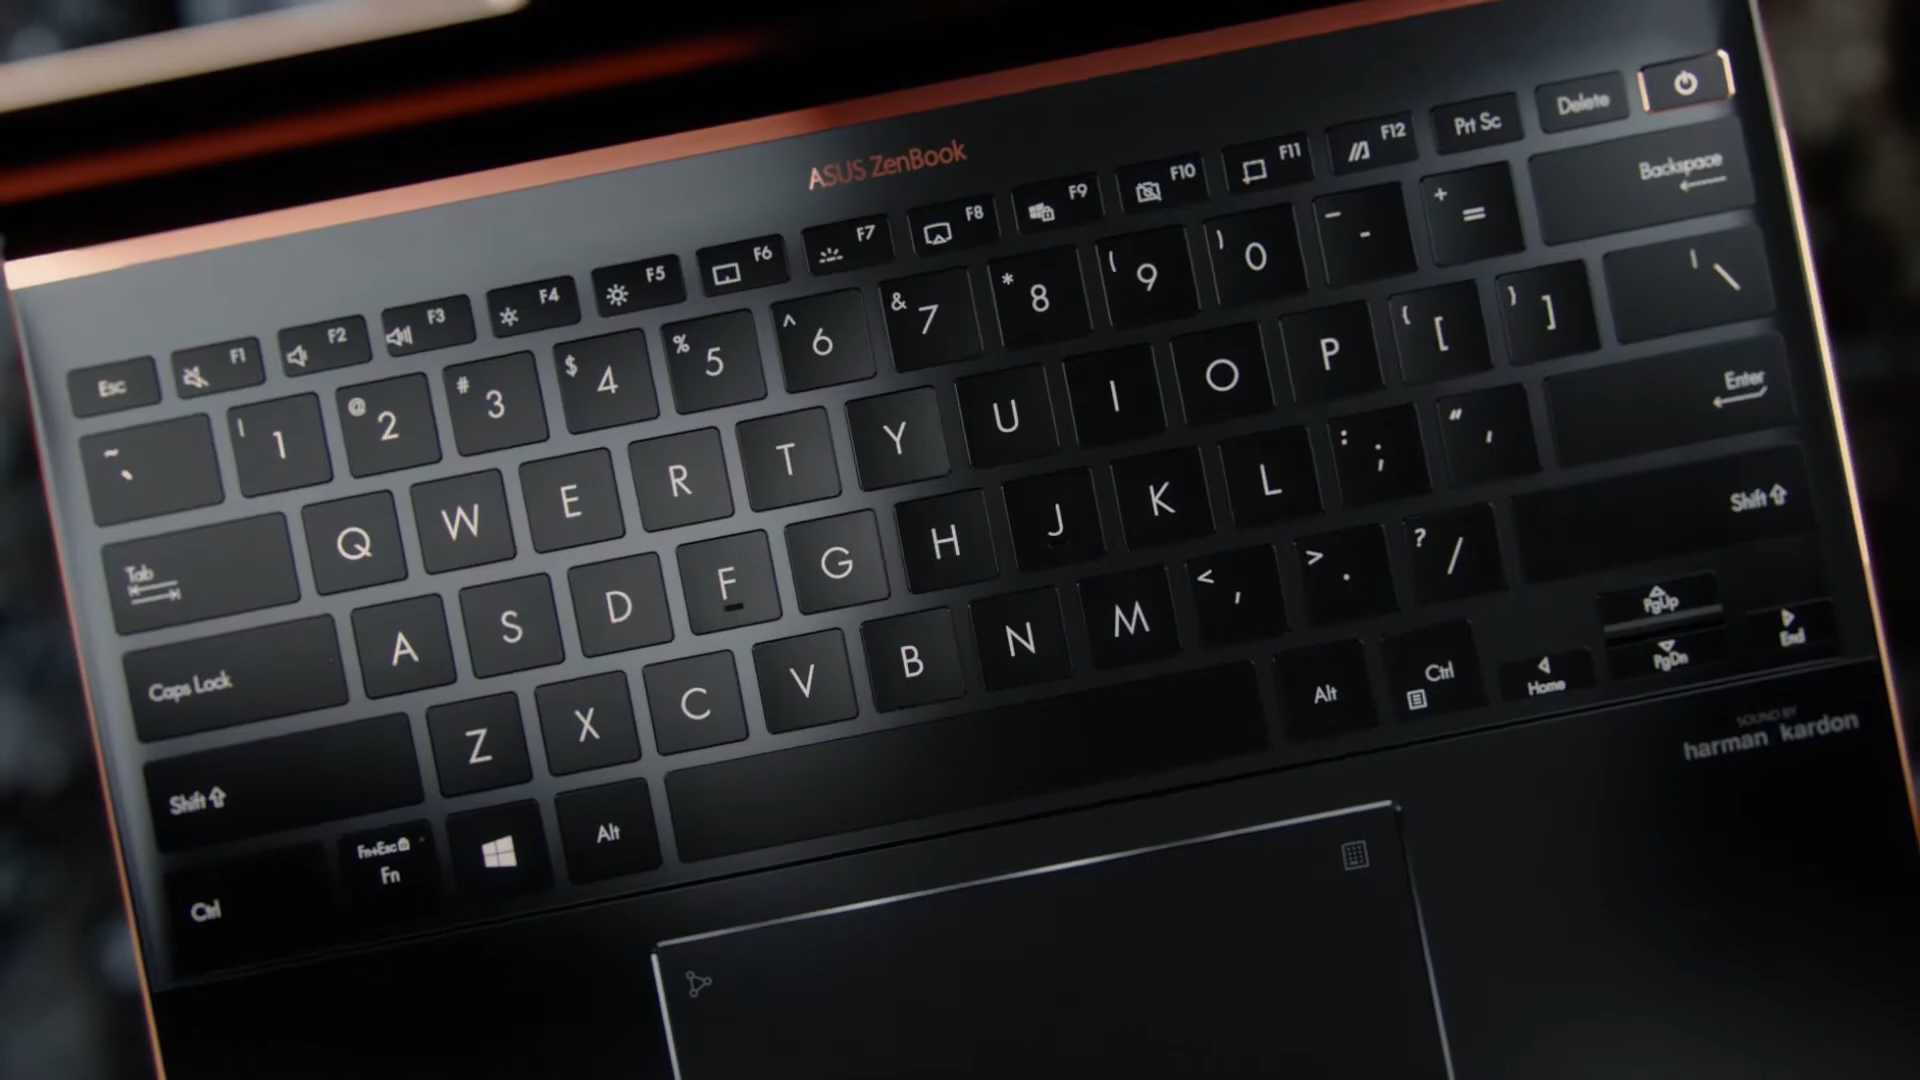 ASUS ZenBook
Esc F1 F2 F3 F4 F5 F6 F7 F8 F9 F10 F11 F12 Prt Sc Delete
~ ` ! 1 @ 2 # 3 $ 4 % 5 ^ 6 & 7 * 8 ( 9 ) 0 _ - + = Backspace
Tab Q W E R T Y U I O P { [ } ] | \
Caps Lock A S D F G H J K L : ; " ' Enter
Shift Z X C V B N M < , > . ? / Shift
Ctrl Fn+Esc Fn Alt Alt Ctrl Home PgUp PgDn End
SOUND BY
harman / kardon